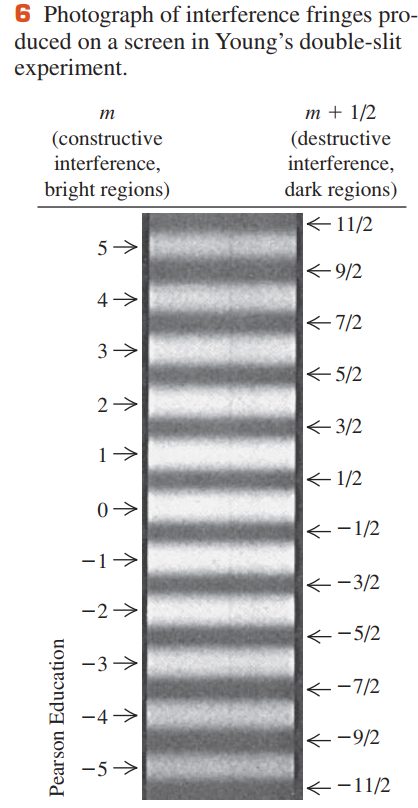 6 Photograph of interference fringes pro-
duced on a screen in Young's double-slit
experiment.
m
(constructive
interference,
bright regions)
m + 1/2
(destructive
interference,
dark regions)
11/2
5
9/2
4
7/2
3
5/2
2
3/2
1
1/2
0
−1/2
−1
−3/2
−2
−5/2
−3
−7/2
−4
−9/2
−5
−11/2
Pearson Education